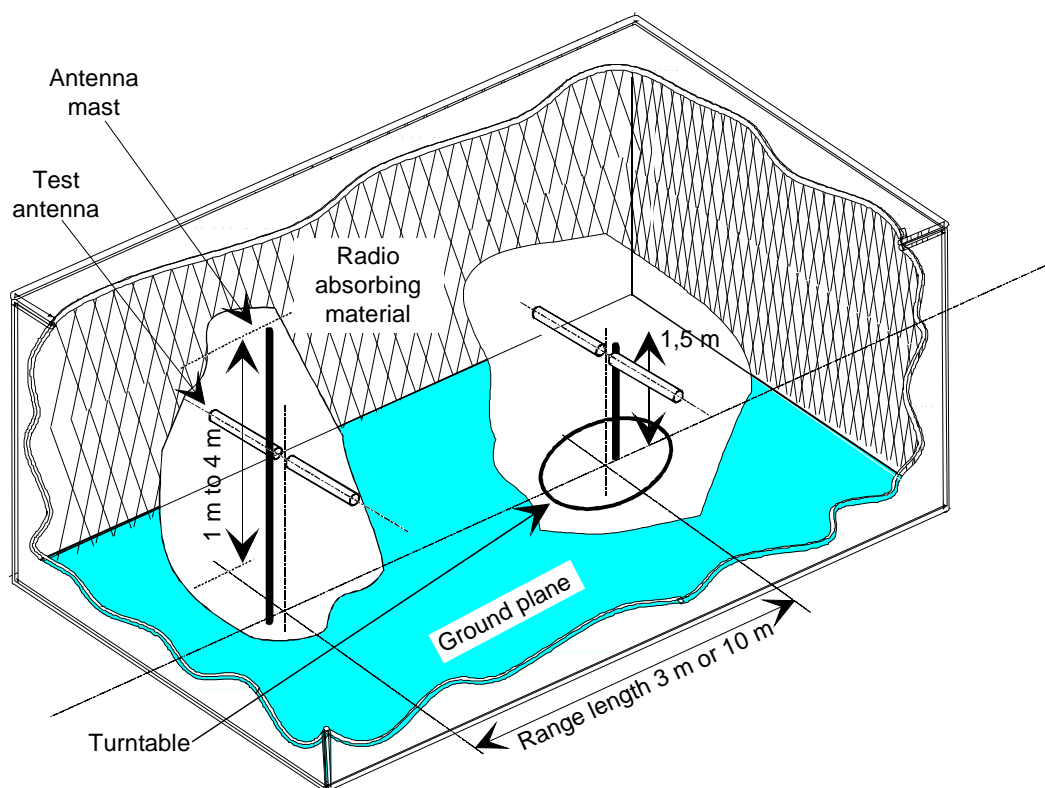 Antenna
mast
Test
antenna
Radio
absorbing
material
1,5 m
1 m to 4 m
Ground plane
Range length 3 m or 10 m
Turntable